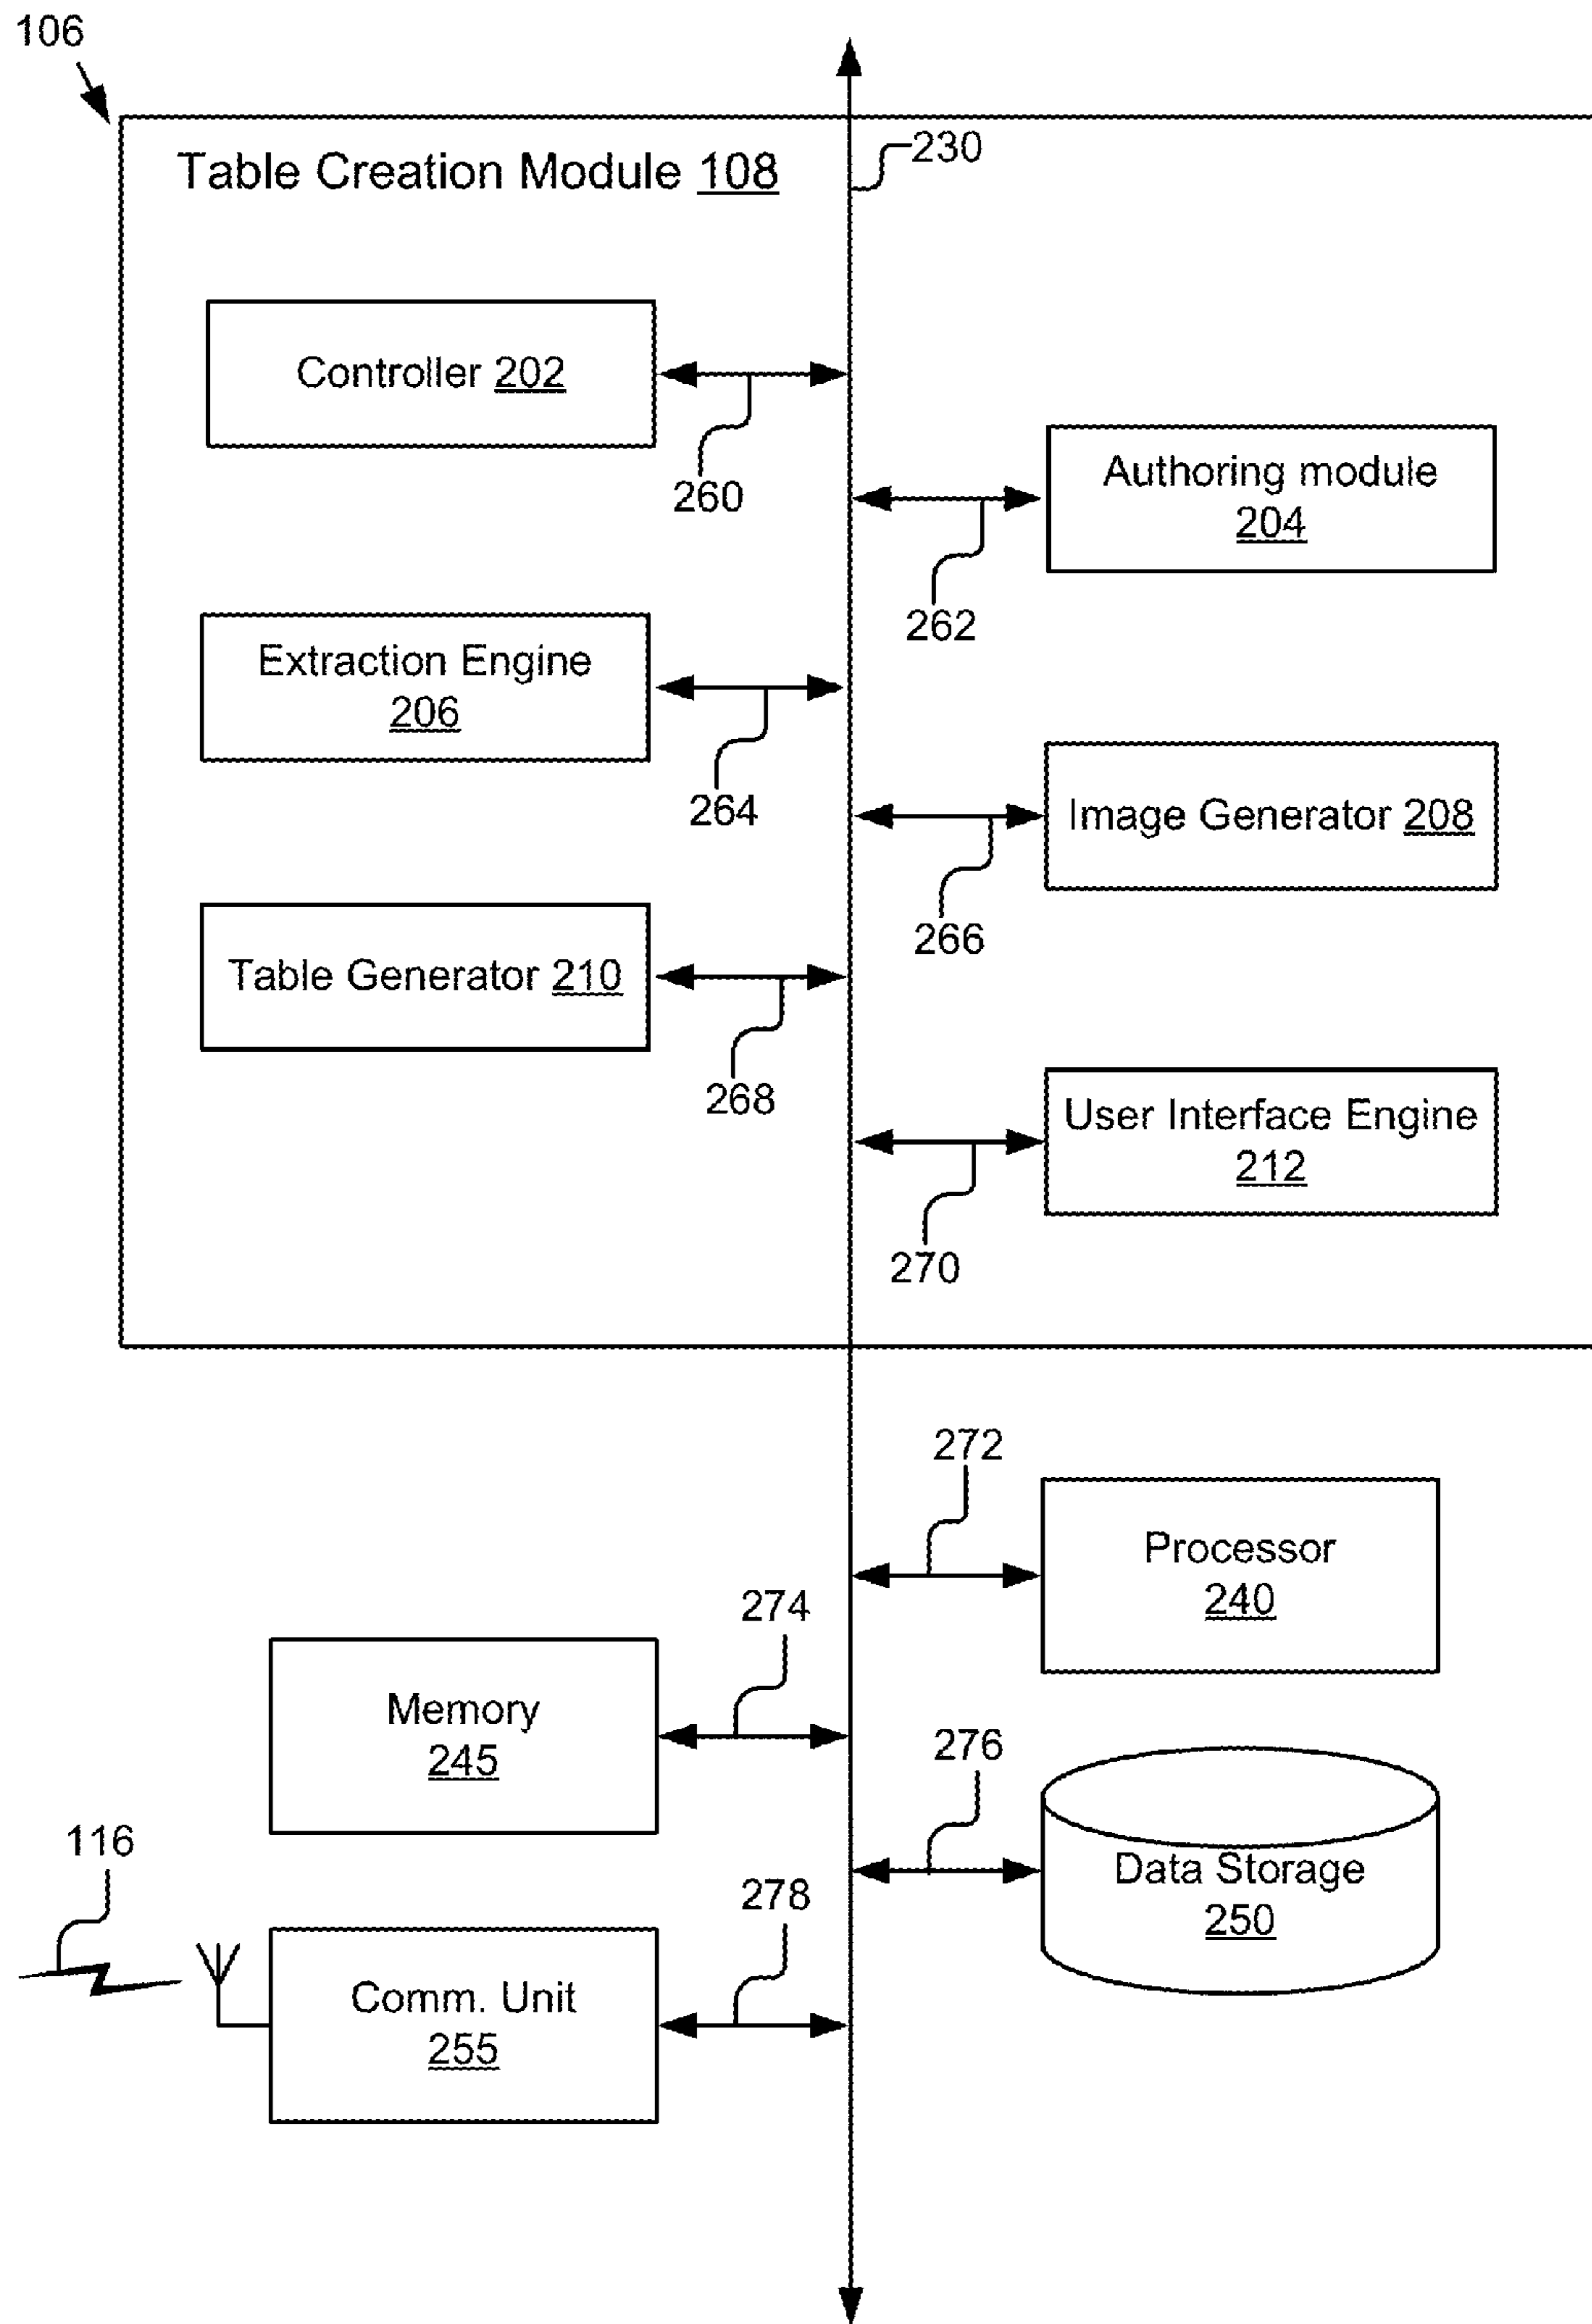 106
230
Table Creation Module 108
Controller 202
260
Authoring module
204
262
Extraction Engine
206
264
Image Generator 208
266
Table Generator 210
268
User Interface Engine
212
270
272
Processor
240
274
Memory
245
276
Data Storage
250
116
278
Comm. Unit
255